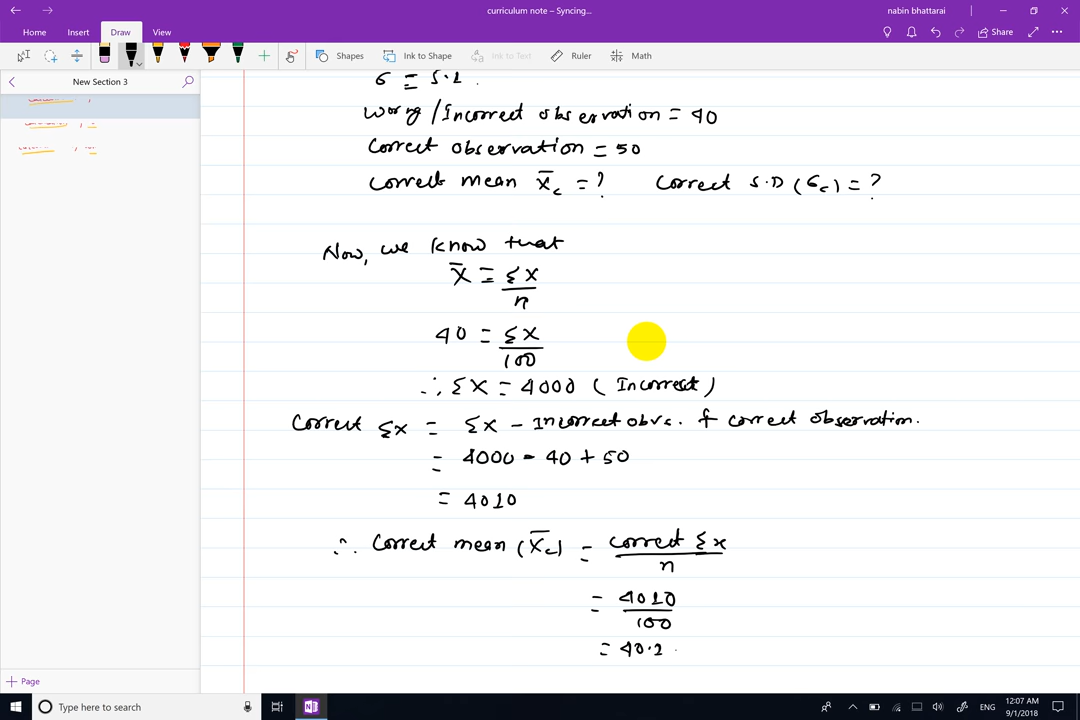 curriculum note – Syncing...
nabin bhattarai
Home Insert Draw View
Share
Shapes Ink to Shape Ink to Text Ruler Math
New Section 3
σ = 5.1
Wrong/Incorrect observation = 40
Correct observation = 50
Correct mean X̄c = ? Correct S.D (σc) = ?
Now, we know that
X̄ = Σx
n
40 = Σx
100
∴ Σx = 4000 (Incorrect)
Correct Σx = Σx - Incorrect obvs. + correct observation.
= 4000 - 40 + 50
= 4010
∴ Correct mean (X̄c) = correct Σx
n
= 4010
100
= 40.1
+ Page
Type here to search
ENG
12:07 AM
9/1/2018